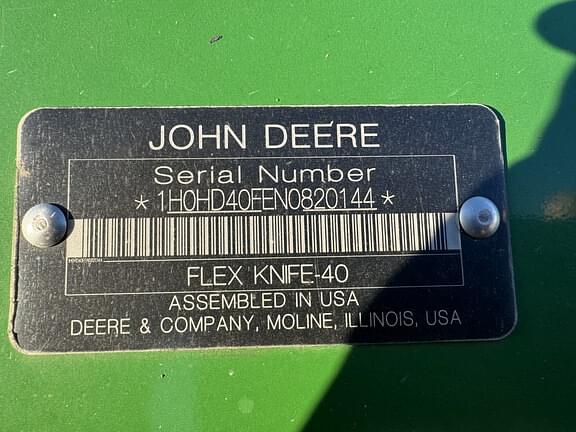 JOHN DEERE
Serial Number
*1H0HD40FEN0820144*
FLEX KNIFE-40
ASSEMBLED IN USA
DEERE & COMPANY, MOLINE, ILLINOIS, USA